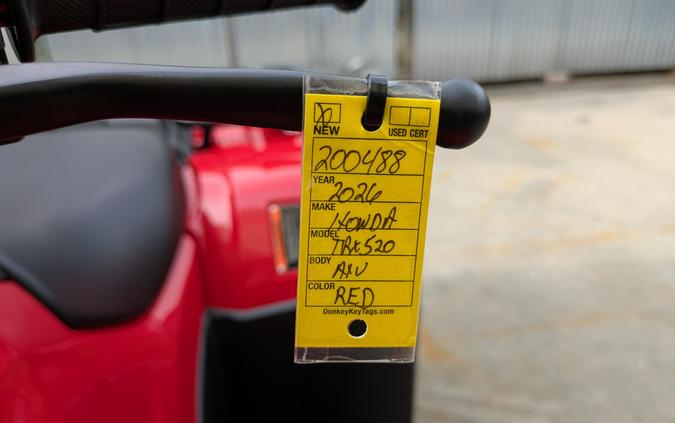 NEW USED CERT
200488
YEAR 2026
MAKE HONDA
MODEL TRX520
BODY ATV
COLOR RED
DonkeyKeyTags.com